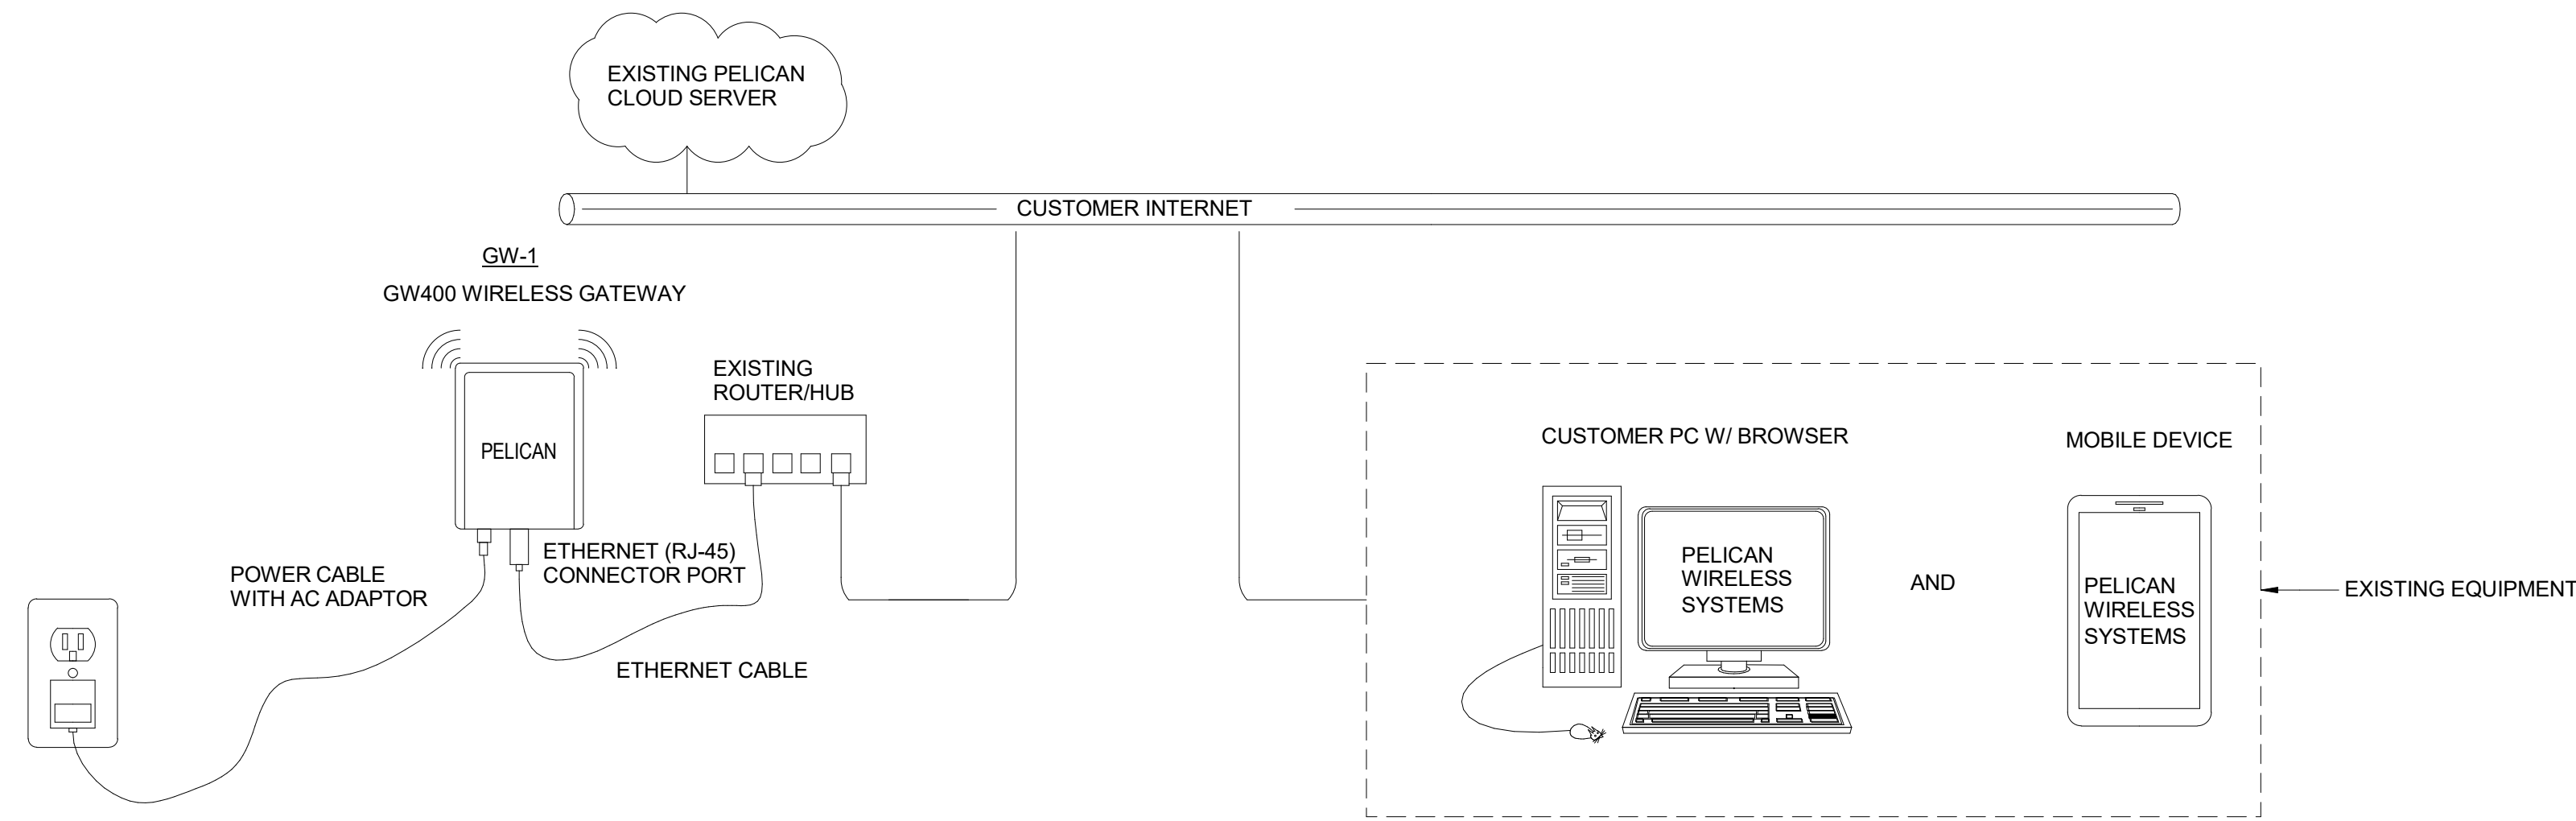 EXISTING PELICAN
CLOUD SERVER
CUSTOMER INTERNET
GW-1
GW400 WIRELESS GATEWAY
PELICAN
EXISTING
ROUTER/HUB
ETHERNET (RJ-45)
CONNECTOR PORT
POWER CABLE
WITH AC ADAPTOR
ETHERNET CABLE
CUSTOMER PC W/ BROWSER
MOBILE DEVICE
PELICAN
WIRELESS
SYSTEMS
AND
PELICAN
WIRELESS
SYSTEMS
EXISTING EQUIPMENT